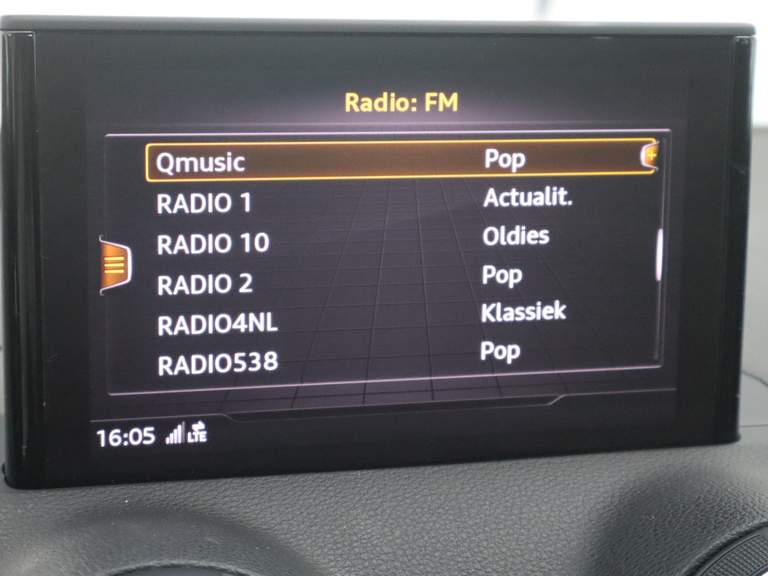 Radio: FM
Qmusic Pop
RADIO 1 Actualit.
RADIO 10 Oldies
RADIO 2 Pop
RADIO4NL Klassiek
RADIO538 Pop
16:05 LTE